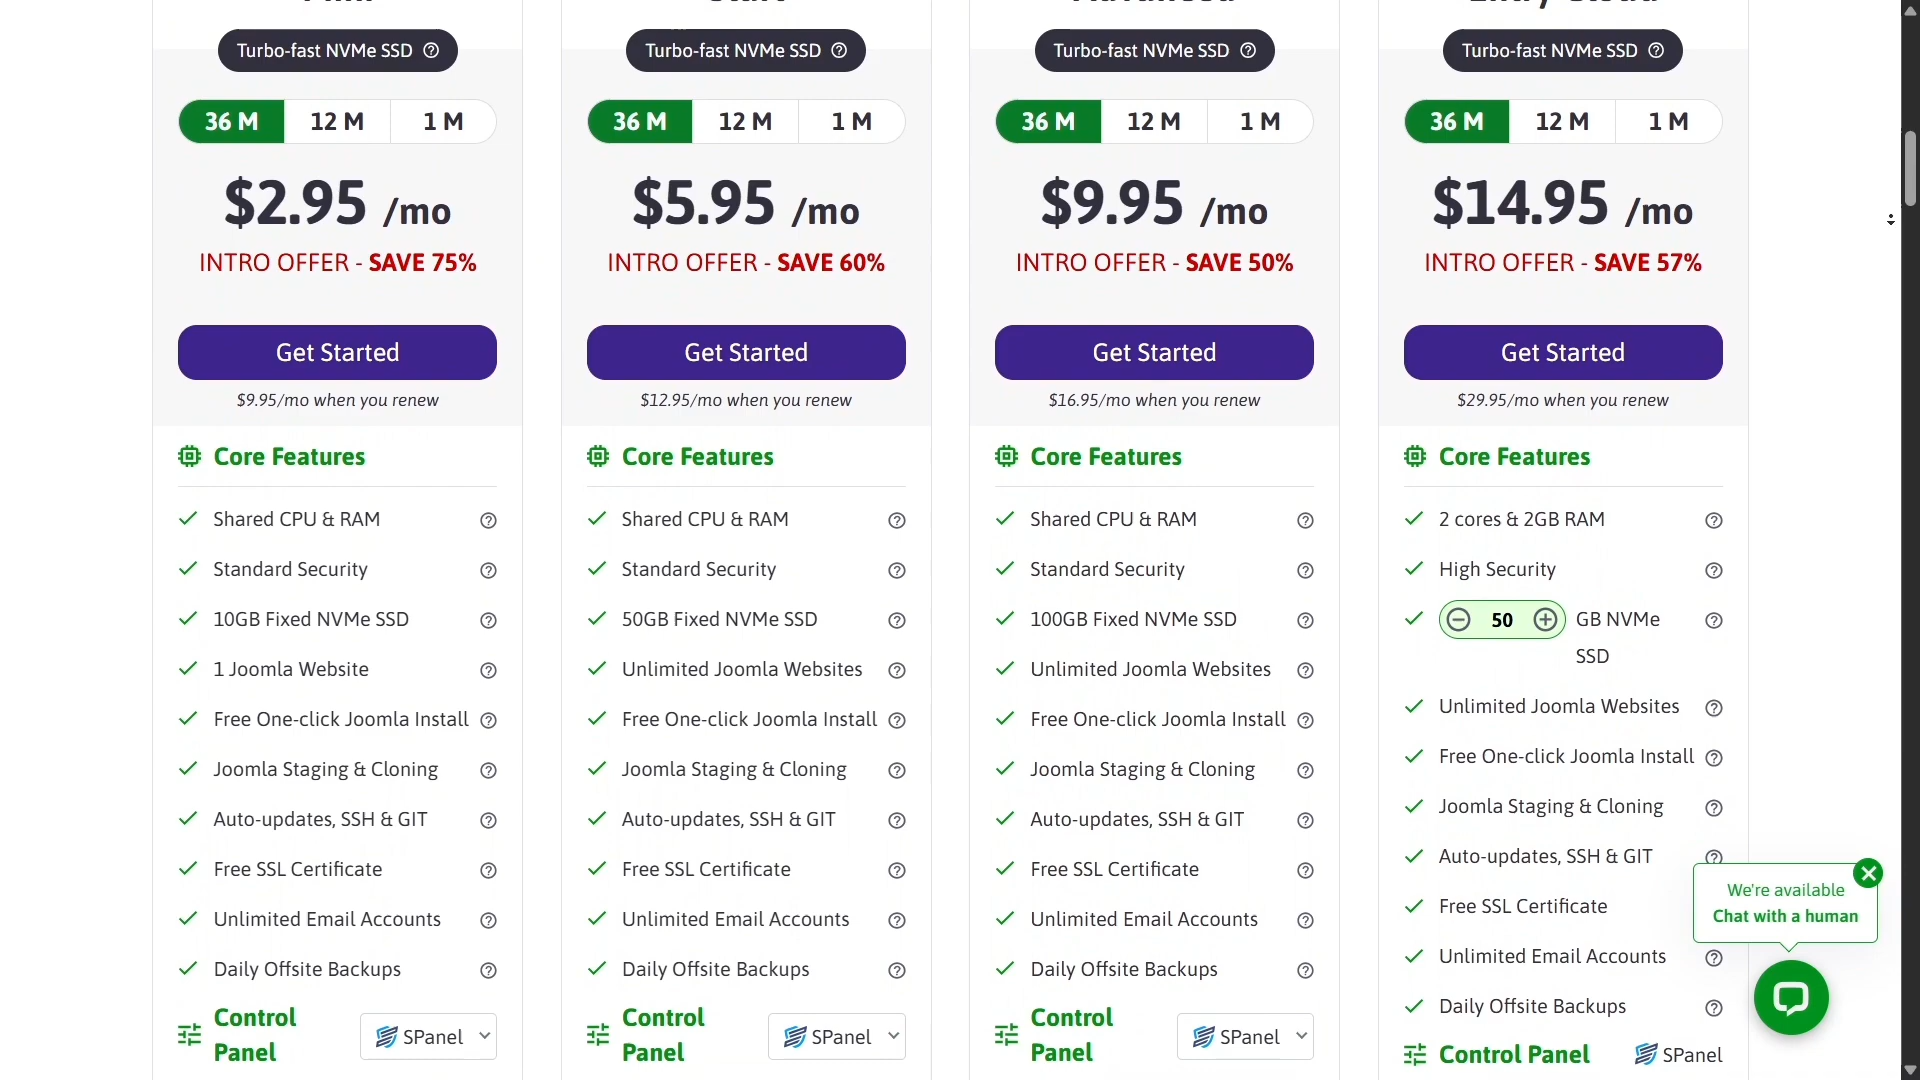 Turbo-fast NVMe SSD
36 M 12 M 1 M
$2.95 /mo
INTRO OFFER - SAVE 75%
Get Started
$9.95/mo when you renew
Core Features
Shared CPU & RAM
Standard Security
10GB Fixed NVMe SSD
1 Joomla Website
Free One-click Joomla Install
Joomla Staging & Cloning
Auto-updates, SSH & GIT
Free SSL Certificate
Unlimited Email Accounts
Daily Offsite Backups
Control
Panel
SPanel
Turbo-fast NVMe SSD
36 M 12 M 1 M
$5.95 /mo
INTRO OFFER - SAVE 60%
Get Started
$12.95/mo when you renew
Core Features
Shared CPU & RAM
Standard Security
50GB Fixed NVMe SSD
Unlimited Joomla Websites
Free One-click Joomla Install
Joomla Staging & Cloning
Auto-updates, SSH & GIT
Free SSL Certificate
Unlimited Email Accounts
Daily Offsite Backups
Control
Panel
SPanel
Turbo-fast NVMe SSD
36 M 12 M 1 M
$9.95 /mo
INTRO OFFER - SAVE 50%
Get Started
$16.95/mo when you renew
Core Features
Shared CPU & RAM
Standard Security
100GB Fixed NVMe SSD
Unlimited Joomla Websites
Free One-click Joomla Install
Joomla Staging & Cloning
Auto-updates, SSH & GIT
Free SSL Certificate
Unlimited Email Accounts
Daily Offsite Backups
Control
Panel
SPanel
Turbo-fast NVMe SSD
36 M 12 M 1 M
$14.95 /mo
INTRO OFFER - SAVE 57%
Get Started
$29.95/mo when you renew
Core Features
2 cores & 2GB RAM
High Security
50 GB NVMe
SSD
Unlimited Joomla Websites
Free One-click Joomla Install
Joomla Staging & Cloning
Auto-updates, SSH & GIT
Free SSL Certificate
Unlimited Email Accounts
Daily Offsite Backups
Control Panel
SPanel
We're available
Chat with a human